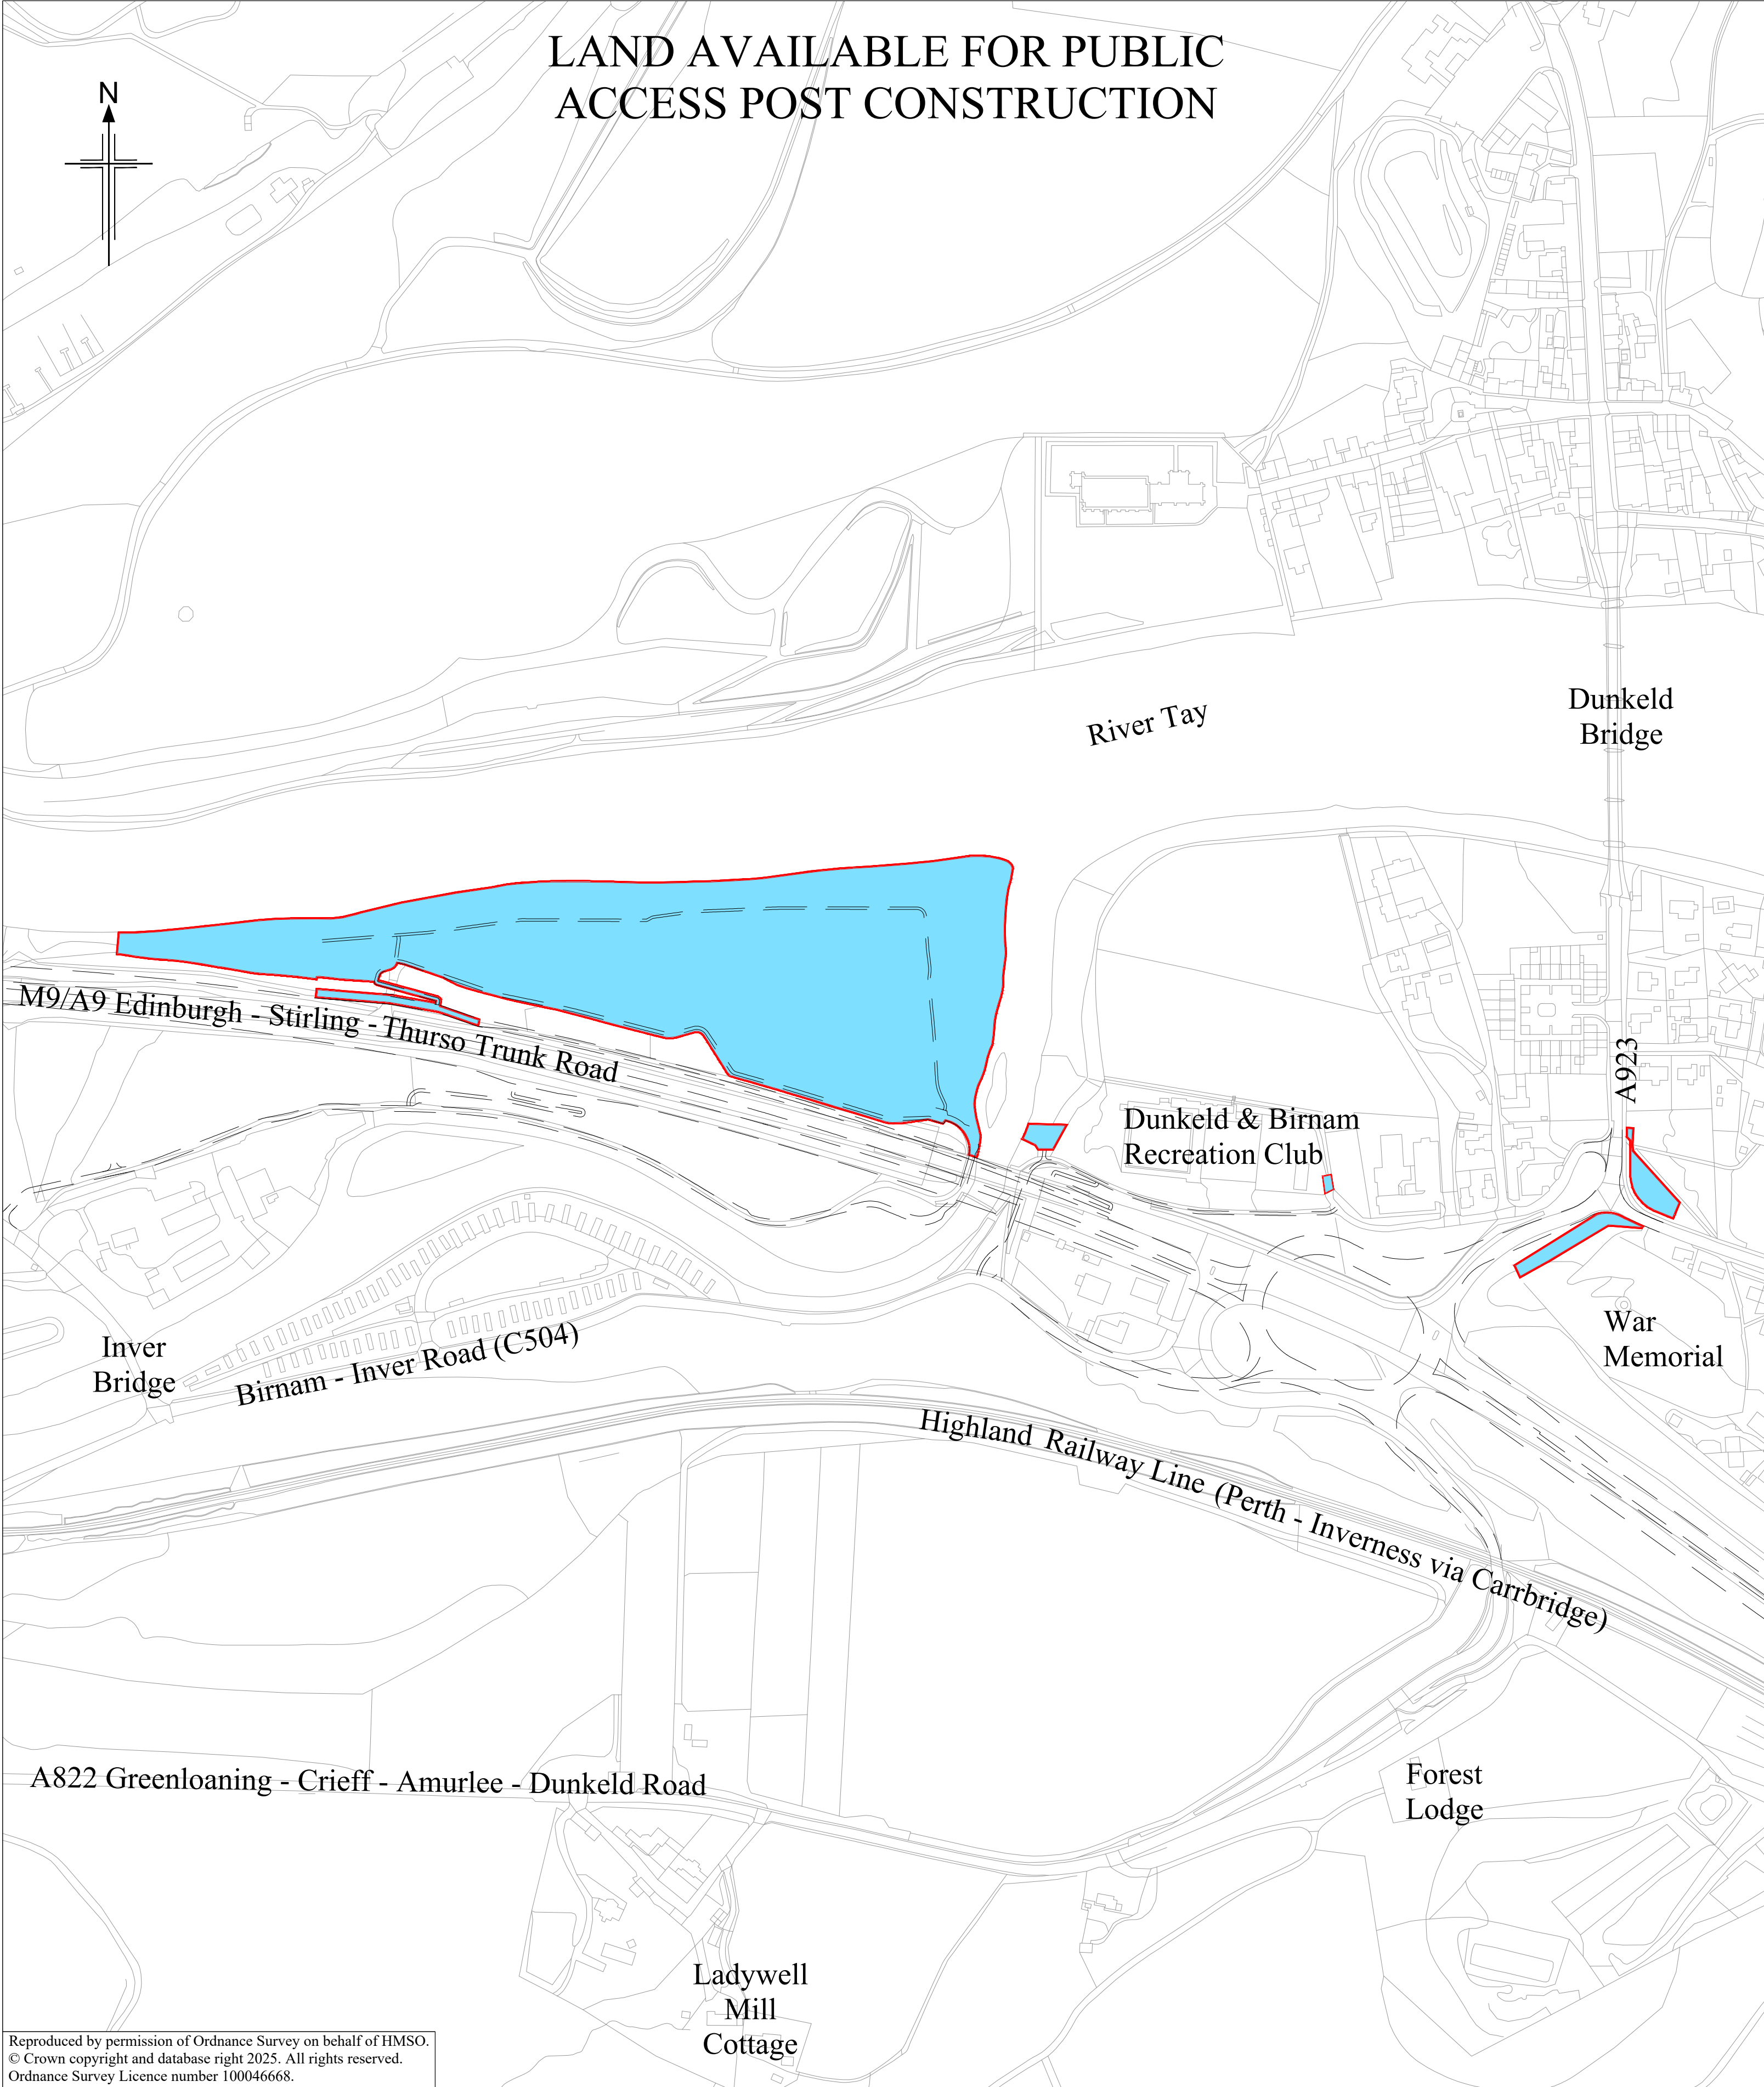 LAND AVAILABLE FOR PUBLIC
ACCESS POST CONSTRUCTION
N
River Tay
Dunkeld
Bridge
M9/A9 Edinburgh - Stirling - Thurso Trunk Road
A923
Dunkeld & Birnam
Recreation Club
War
Memorial
Inver
Bridge
Birnam - Inver Road (C504)
Highland Railway Line (Perth - Inverness via Carrbridge)
A822 Greenloaning - Crieff - Amurlee - Dunkeld Road
Forest
Lodge
Ladywell
Mill
Cottage
Reproduced by permission of Ordnance Survey on behalf of HMSO.
© Crown copyright and database right 2025. All rights reserved.
Ordnance Survey Licence number 100046668.